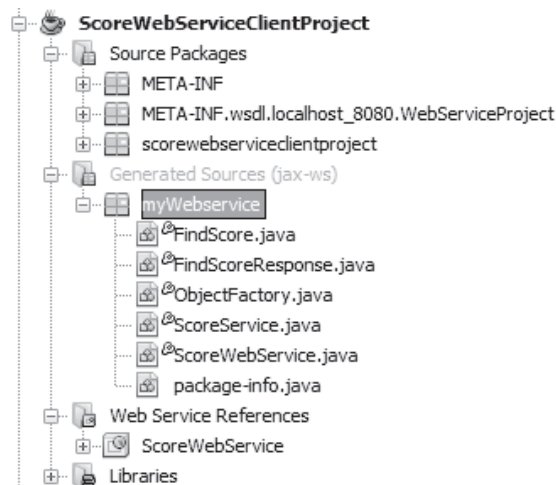 ScoreWebServiceClientProject
Source Packages
META-INF
META-INF.wsdl.localhost_8080.WebServiceProject
scorewebserviceclientproject
Generated Sources (jax-ws)
myWebservice
FindScore.java
FindScoreResponse.java
ObjectFactory.java
ScoreService.java
ScoreWebService.java
package-info.java
Web Service References
ScoreWebService
Libraries